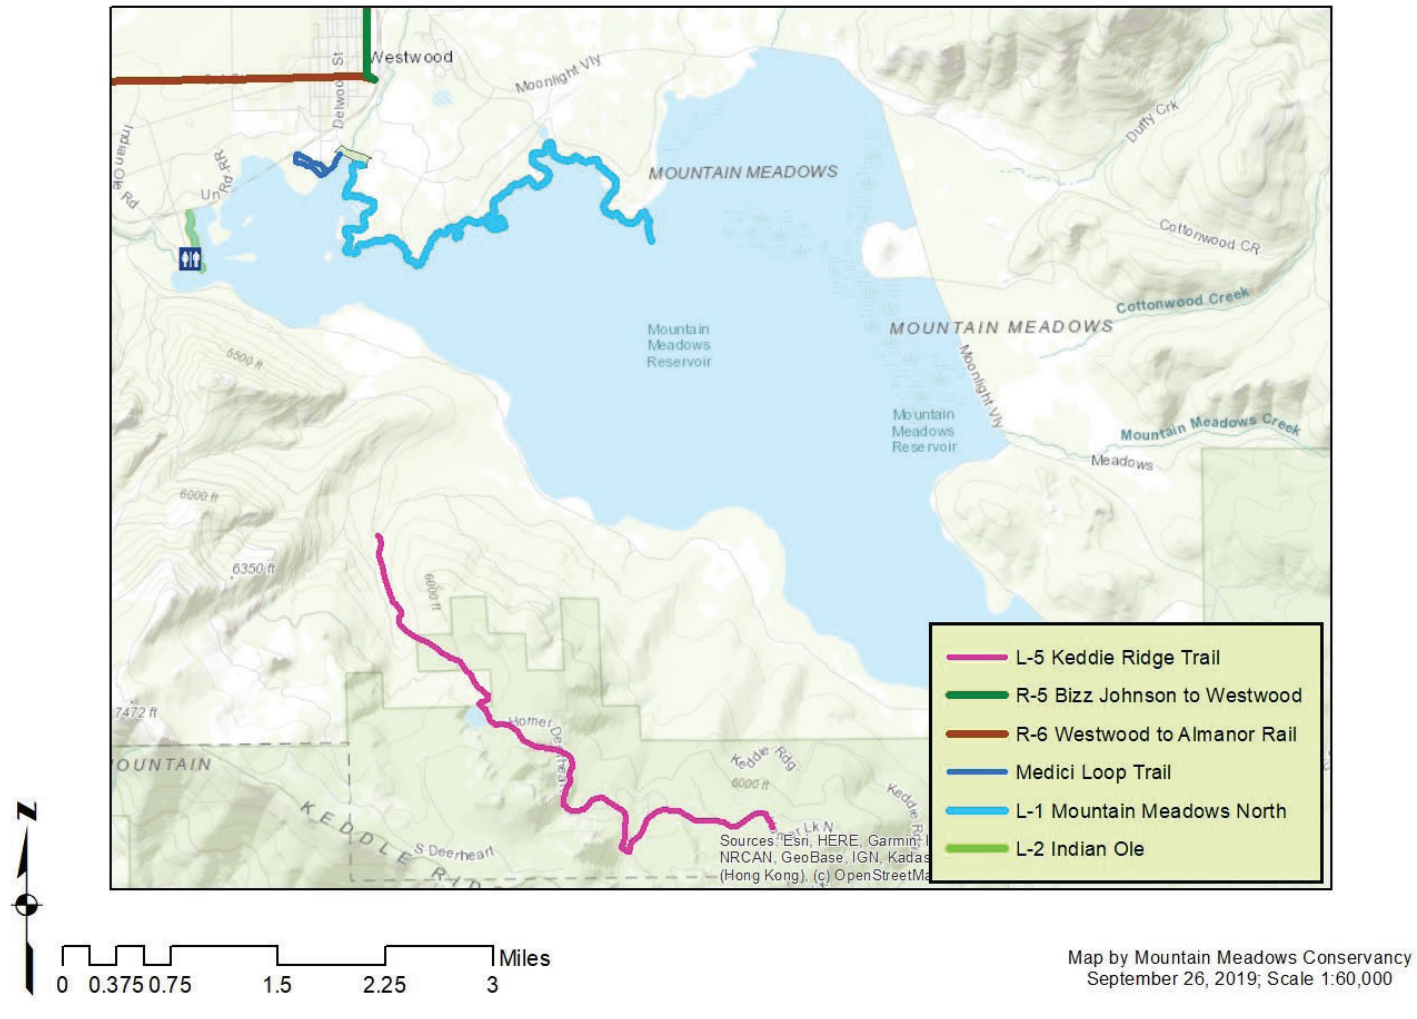 Westwood
Moonlight Vly
Delwood St
Indian Ole Rd
Rd RR
Un
Duffy Crk
MOUNTAIN MEADOWS
Cottonwood CR
Cottonwood Creek
MOUNTAIN MEADOWS
Mountain
Meadows
Reservoir
Moonlight Vly
Mountain
Meadows
Reservoir
Mountain Meadows Creek
Meadows
5500 ft
6000 ft
6350 ft
6000 ft
7472 ft
OUNTAIN
Homer Deerheart
Keddie Rdg
6000 ft
Keddie Rdg
KEDDIE RID
S Deerheart
Lk N
Sources: Esri, HERE, Garmin, I
NRCAN, GeoBase, IGN, Kadas
(Hong Kong), (c) OpenStreetMa
L-5 Keddie Ridge Trail
R-5 Bizz Johnson to Westwood
R-6 Westwood to Almanor Rail
Medici Loop Trail
L-1 Mountain Meadows North
L-2 Indian Ole
N
Miles
0 0.375 0.75 1.5 2.25 3
Map by Mountain Meadows Conservancy
September 26, 2019; Scale 1:60,000